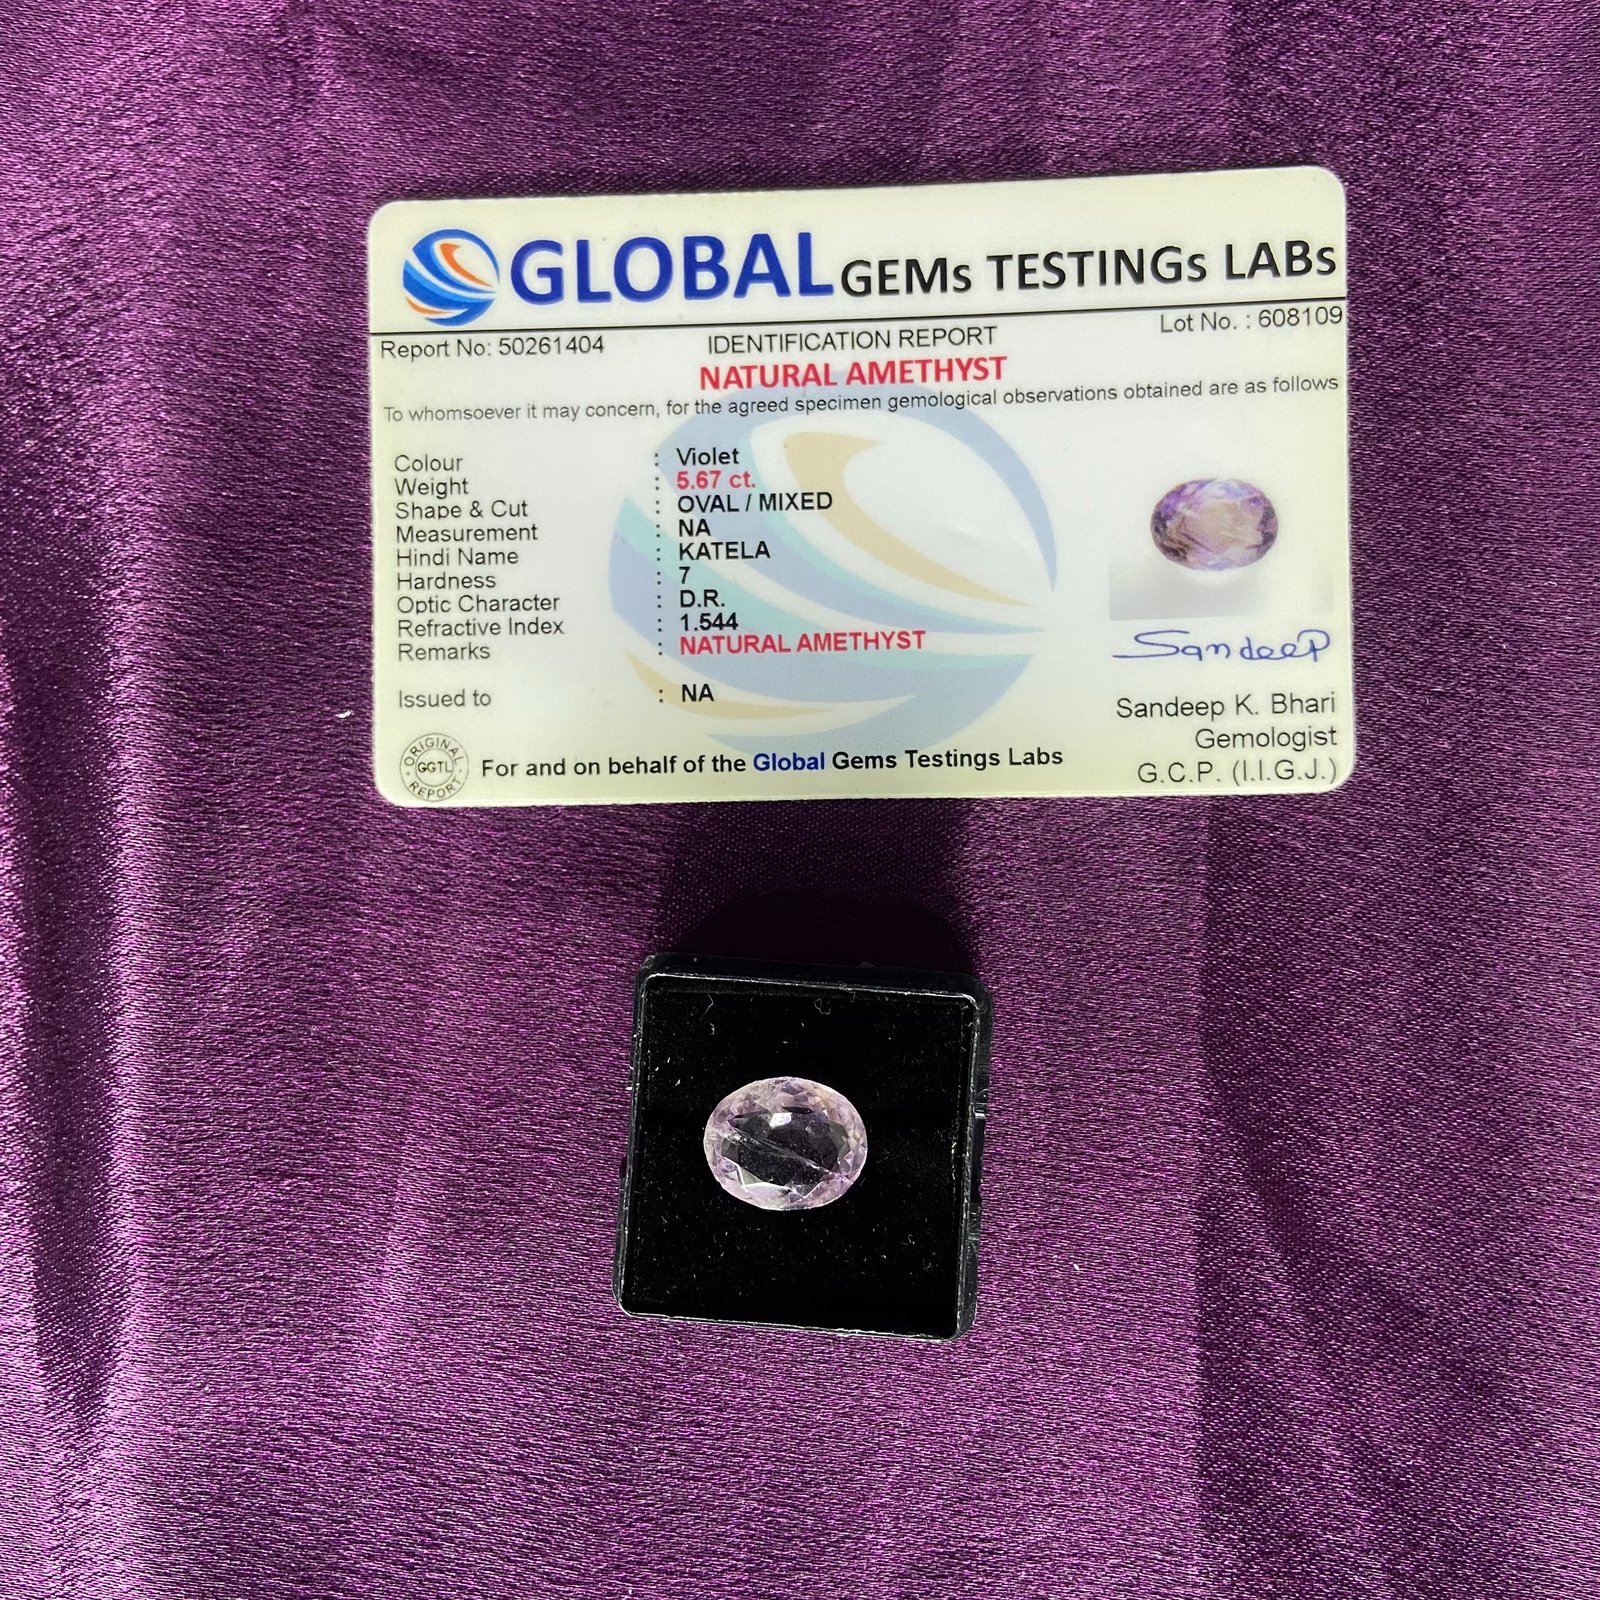 GLOBAL GEMs TESTINGs LABs
Report No: 50261404
IDENTIFICATION REPORT
Lot No. : 608109
NATURAL AMETHYST
To whomsoever it may concern, for the agreed specimen gemological observations obtained are as follows
Colour : Violet
Weight : 5.67 ct.
Shape & Cut : OVAL / MIXED
Measurement : NA
Hindi Name : KATELA
Hardness : 7
Optic Character : D.R.
Refractive Index : 1.544
Remarks : NATURAL AMETHYST
Issued to : NA
SandeeP
Sandeep K. Bhari
Gemologist
G.C.P. (I.I.G.J.)
ORIGINAL
GGTL
REPORT
For and on behalf of the Global Gems Testings Labs